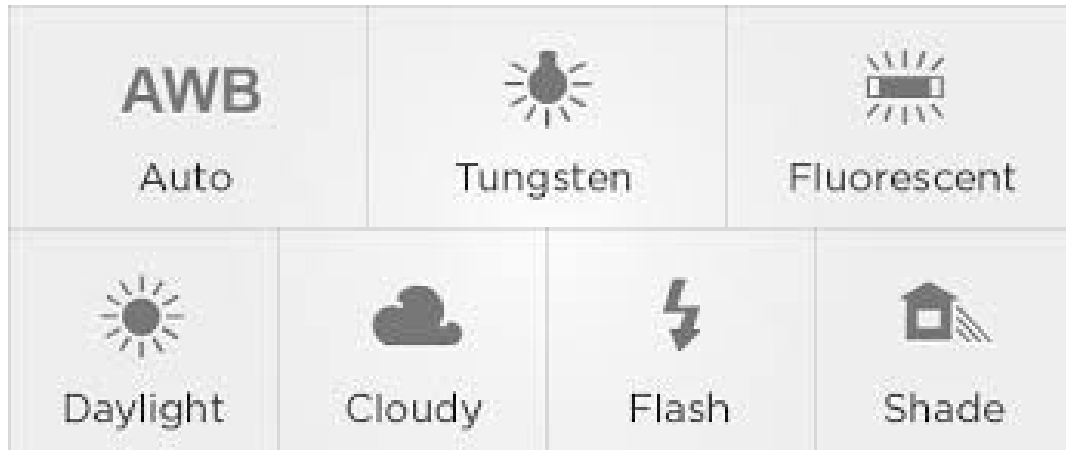 AWB
Auto
Tungsten
Fluorescent
Daylight
Cloudy
Flash
Shade